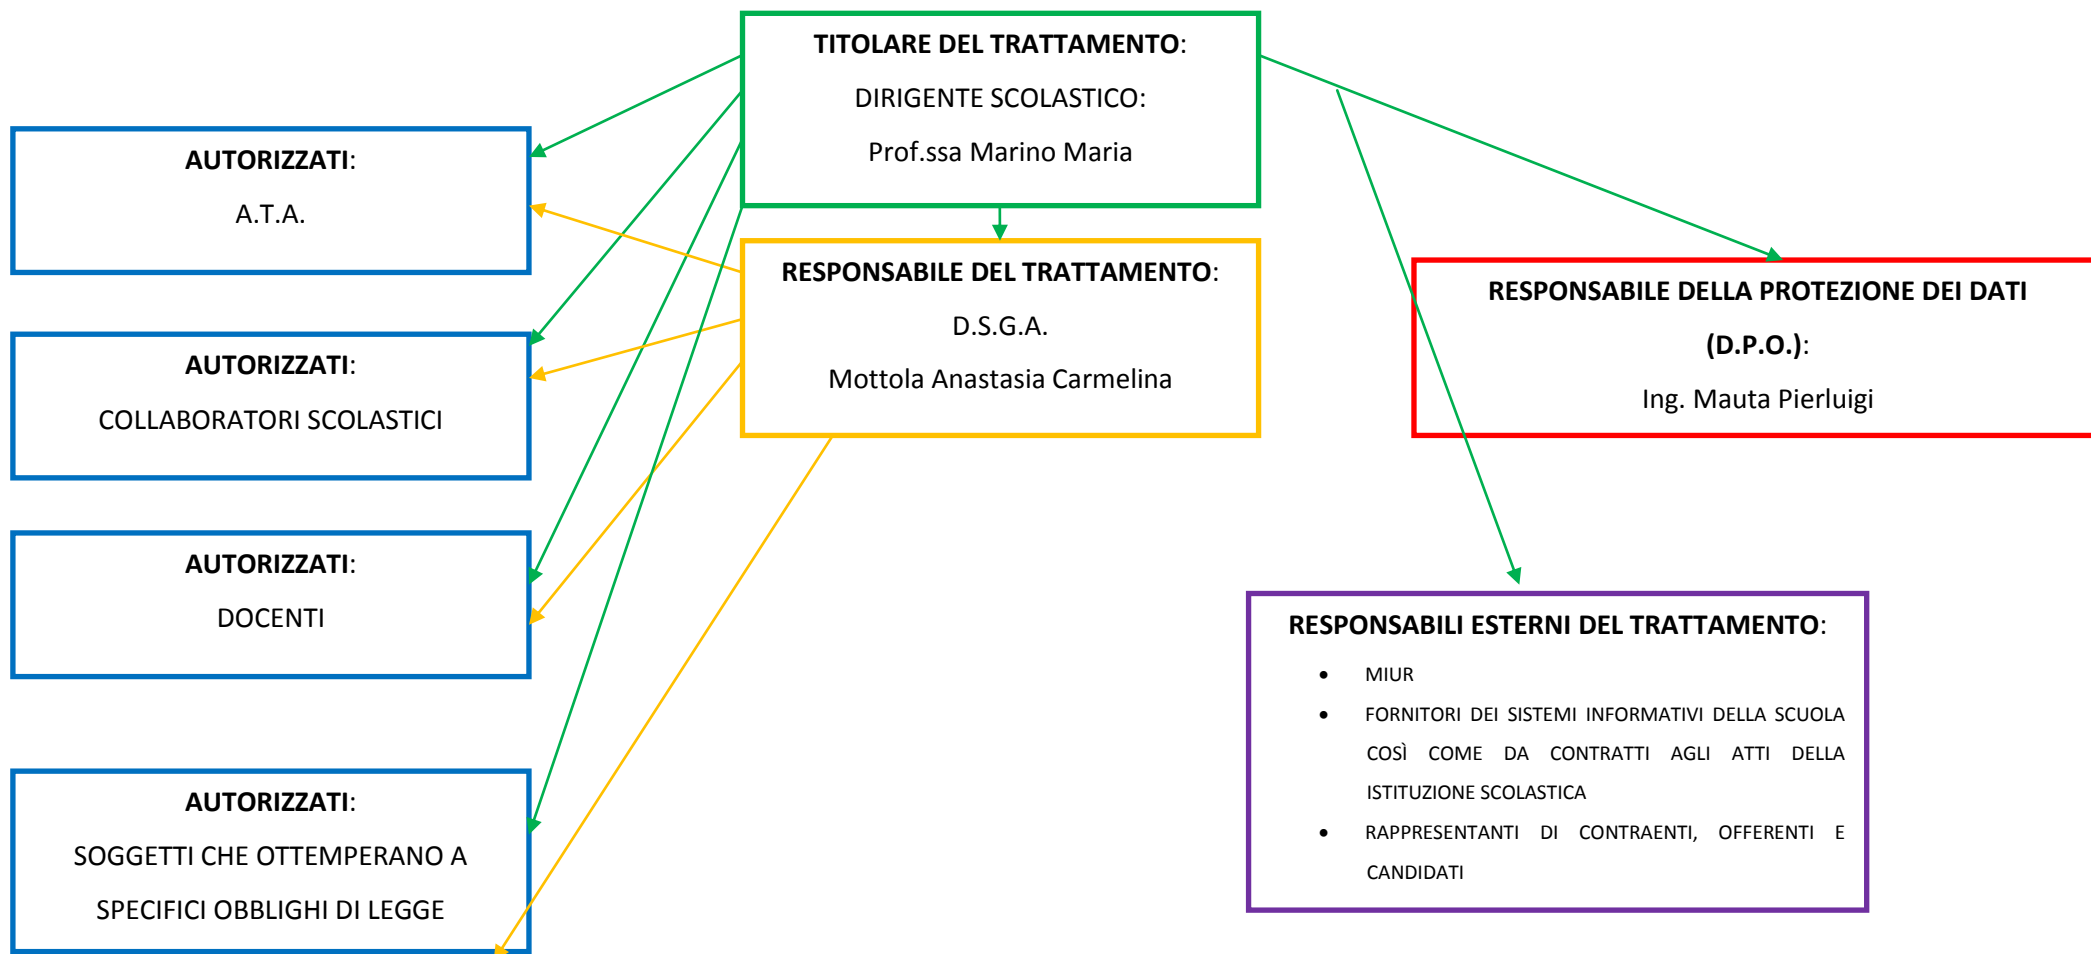 TITOLARE DEL TRATTAMENTO:
DIRIGENTE SCOLASTICO:
Prof.ssa Marino Maria
AUTORIZZATI:
A.T.A.
RESPONSABILE DEL TRATTAMENTO:
D.S.G.A.
Mottola Anastasia Carmelina
RESPONSABILE DELLA PROTEZIONE DEI DATI
(D.P.O.):
Ing. Mauta Pierluigi
AUTORIZZATI:
COLLABORATORI SCOLASTICI
AUTORIZZATI:
DOCENTI
RESPONSABILI ESTERNI DEL TRATTAMENTO:
• MIUR
• FORNITORI DEI SISTEMI INFORMATIVI DELLA SCUOLA
COSÌ COME DA CONTRATTI AGLI ATTI DELLA
ISTITUZIONE SCOLASTICA
• RAPPRESENTANTI DI CONTRAENTI, OFFERENTI E
CANDIDATI
AUTORIZZATI:
SOGGETTI CHE OTTEMPERANO A
SPECIFICI OBBLIGHI DI LEGGE